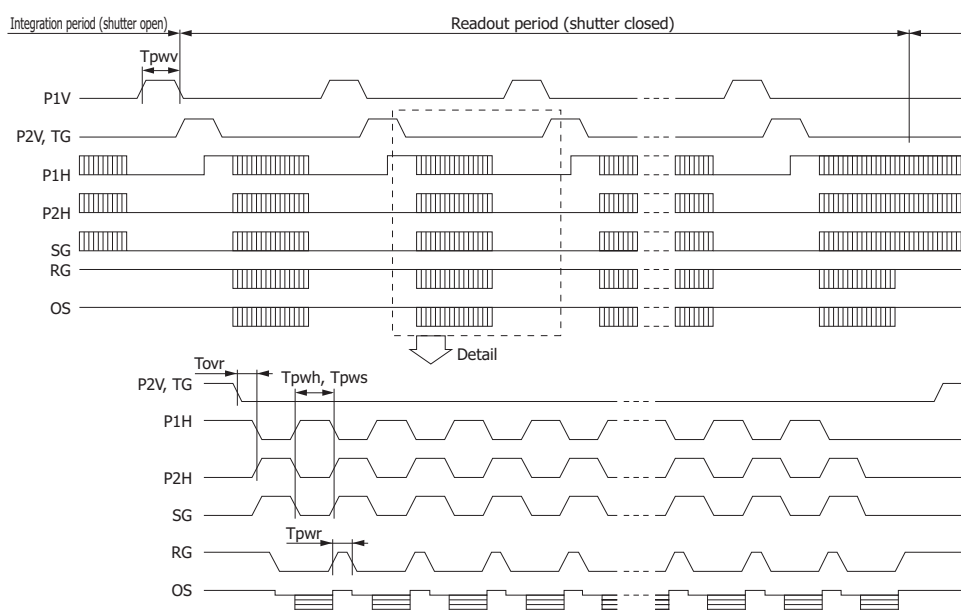 Integration period (shutter open)
Readout period (shutter closed)
Tpwv
P1V
P2V, TG
P1H
P2H
SG
RG
OS
Detail
Tovr
Tpwh, Tpws
P2V, TG
P1H
P2H
SG
Tpwr
RG
OS